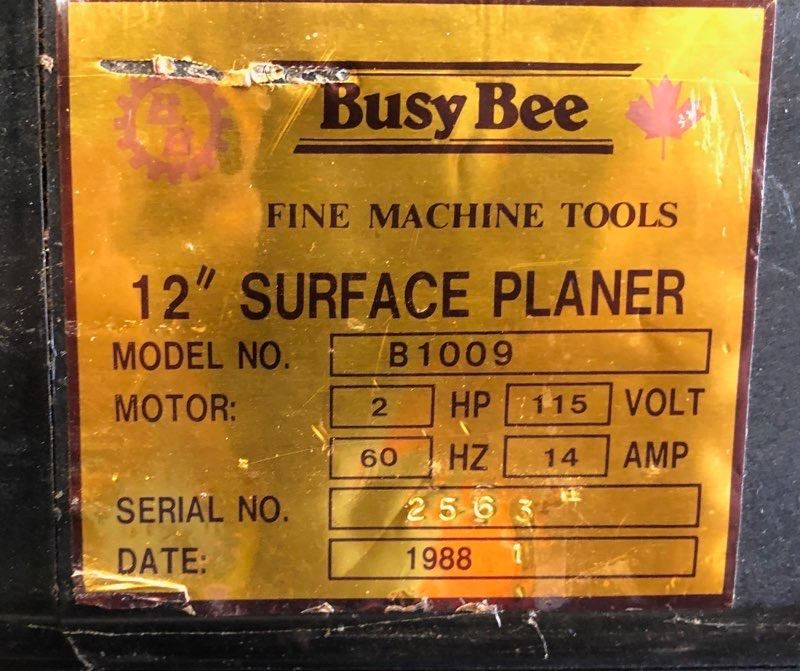 Busy Bee
FINE MACHINE TOOLS
12" SURFACE PLANER
MODEL NO. B1009
MOTOR: 2 HP 115 VOLT
60 HZ 14 AMP
SERIAL NO. 2563
DATE: 1988